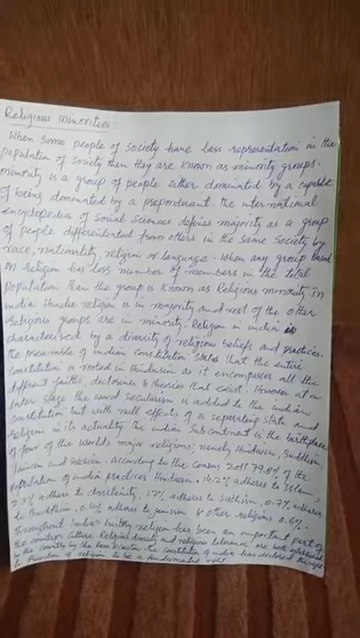 Religious Minorities
When some people of society have less representation in the
population of society then they are known as minority groups.
minority is a group of people either dominated by a capable
of being dominated by a preponderant. the international
encyclopedia of Social Sciences defines majority as a group
of people differentiated from others in the same society by
race, nationality, religion or language. When any group based
on religion has less number of members in the total
population than the group is known as Religious minority In
india Hindu religion is in majority and rest of the other
Religious groups are in minority. Religion in india is
characterised by a diversity of religious beliefs and practices.
the preamble of indian constitution states that the entire
constitution is rooted in Hinduism as it encompasses all the
different faiths, doctrines & theories that exist. However at a
later stage the word secularism is added to the indian
constitution but with null effects of a separating state and
Religion in its actuality the indian Subcontinent is the birthplace
of four of the worlds major religions; namely Hinduism, Buddhism
Jainism and Sikhism. According to the Census 2011 79.8% of the
population of india practices Hinduism, 14.2% adheres to Islam,
2.3% adhere to christianity, 1.7% adheres to Sikhism, 0.7% adheres
to Buddhism, 0.4% adheres to jainism & other religions 0.6%.
Throughout india's history religion has been an important part of
the country's culture. Religious diversity and religious tolerance are both established
in the country by the law & custom the constitution of india has declared the right
to freedom of religion to be a fundamental right